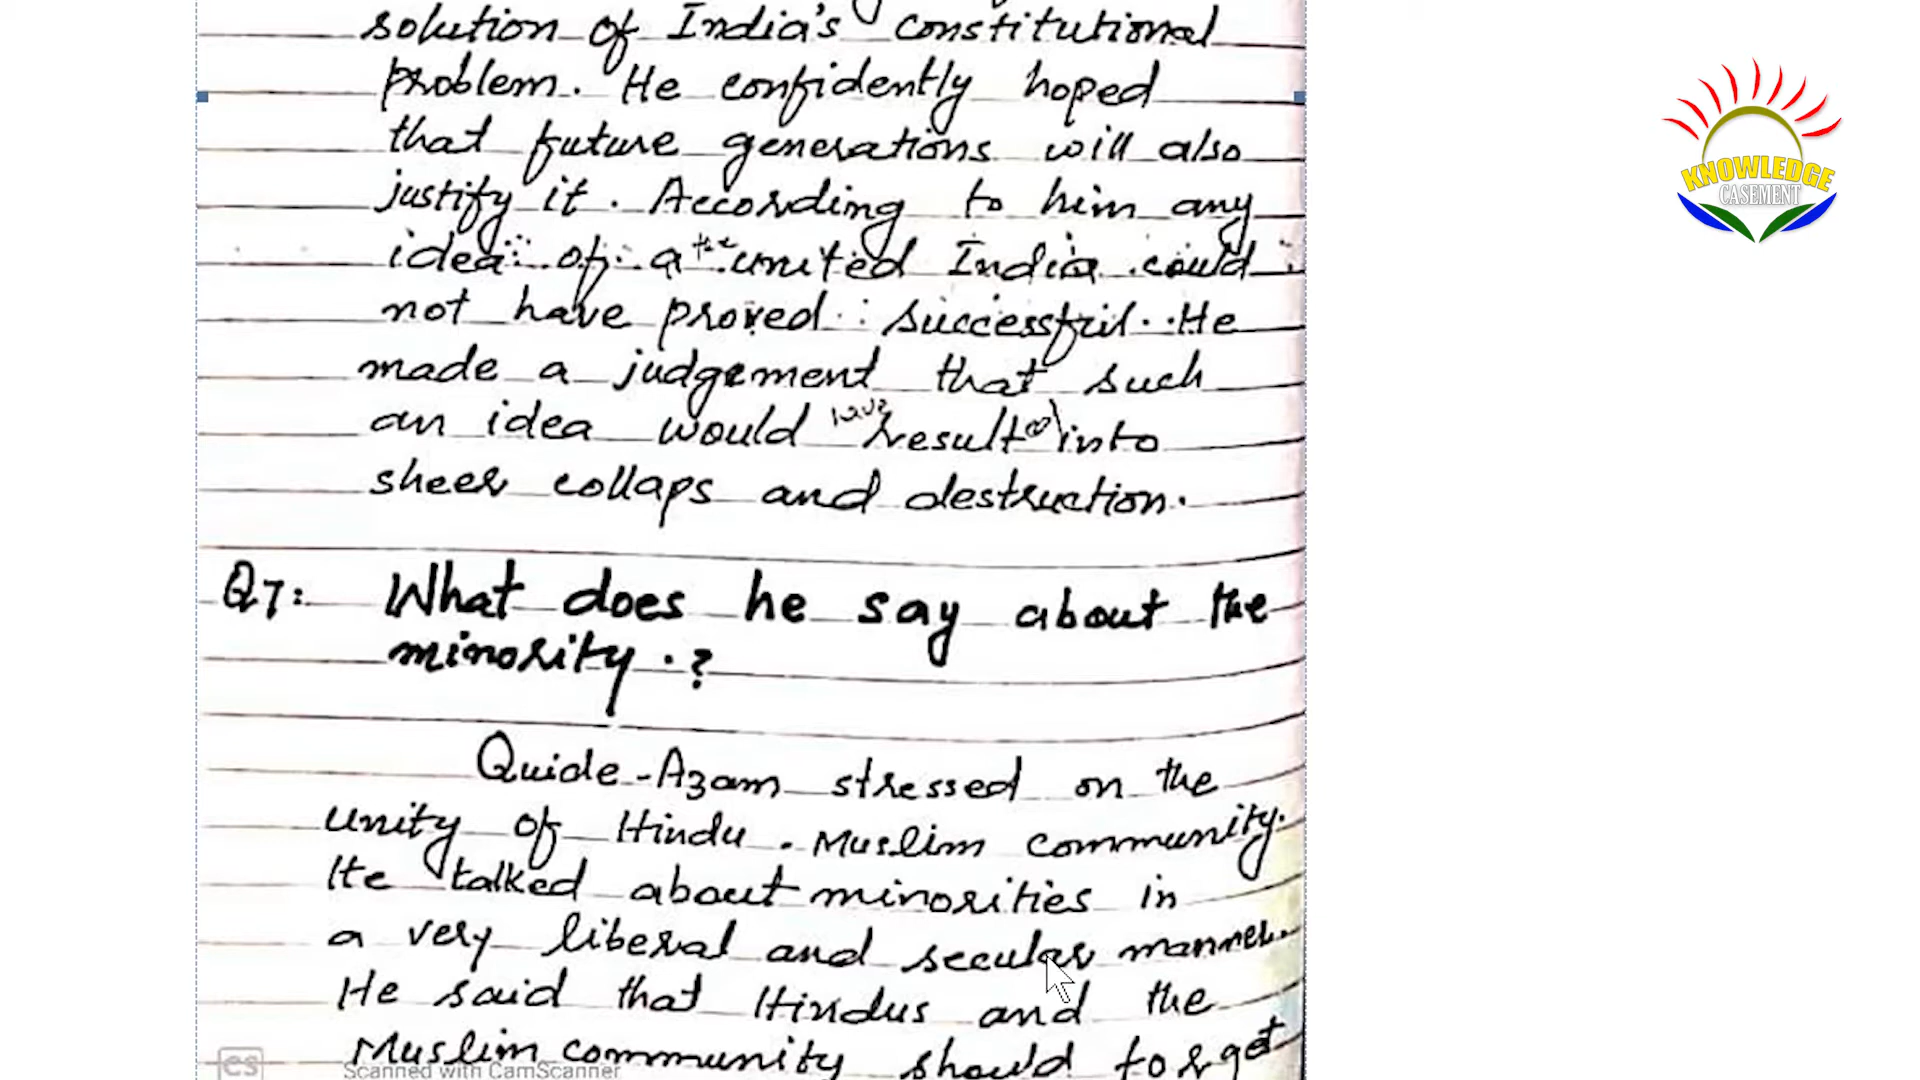 solution of India's constitutional
problem. He confidently hoped
that future generations will also
justify it. According to him any
idea of a united India could
not have proved successful. He
made a judgement that such
an idea would have result into
sheer collaps and destruction.
Q7: What does he say about the
minority.?
Quide-Azam stressed on the
unity of Hindu. Muslim community.
He talked about minorities in
a very liberal and secular manner.
He said that Hindus and the
Muslim community should forget
CS Scanned with CamScanner
KNOWLEDGE
CASEMENT